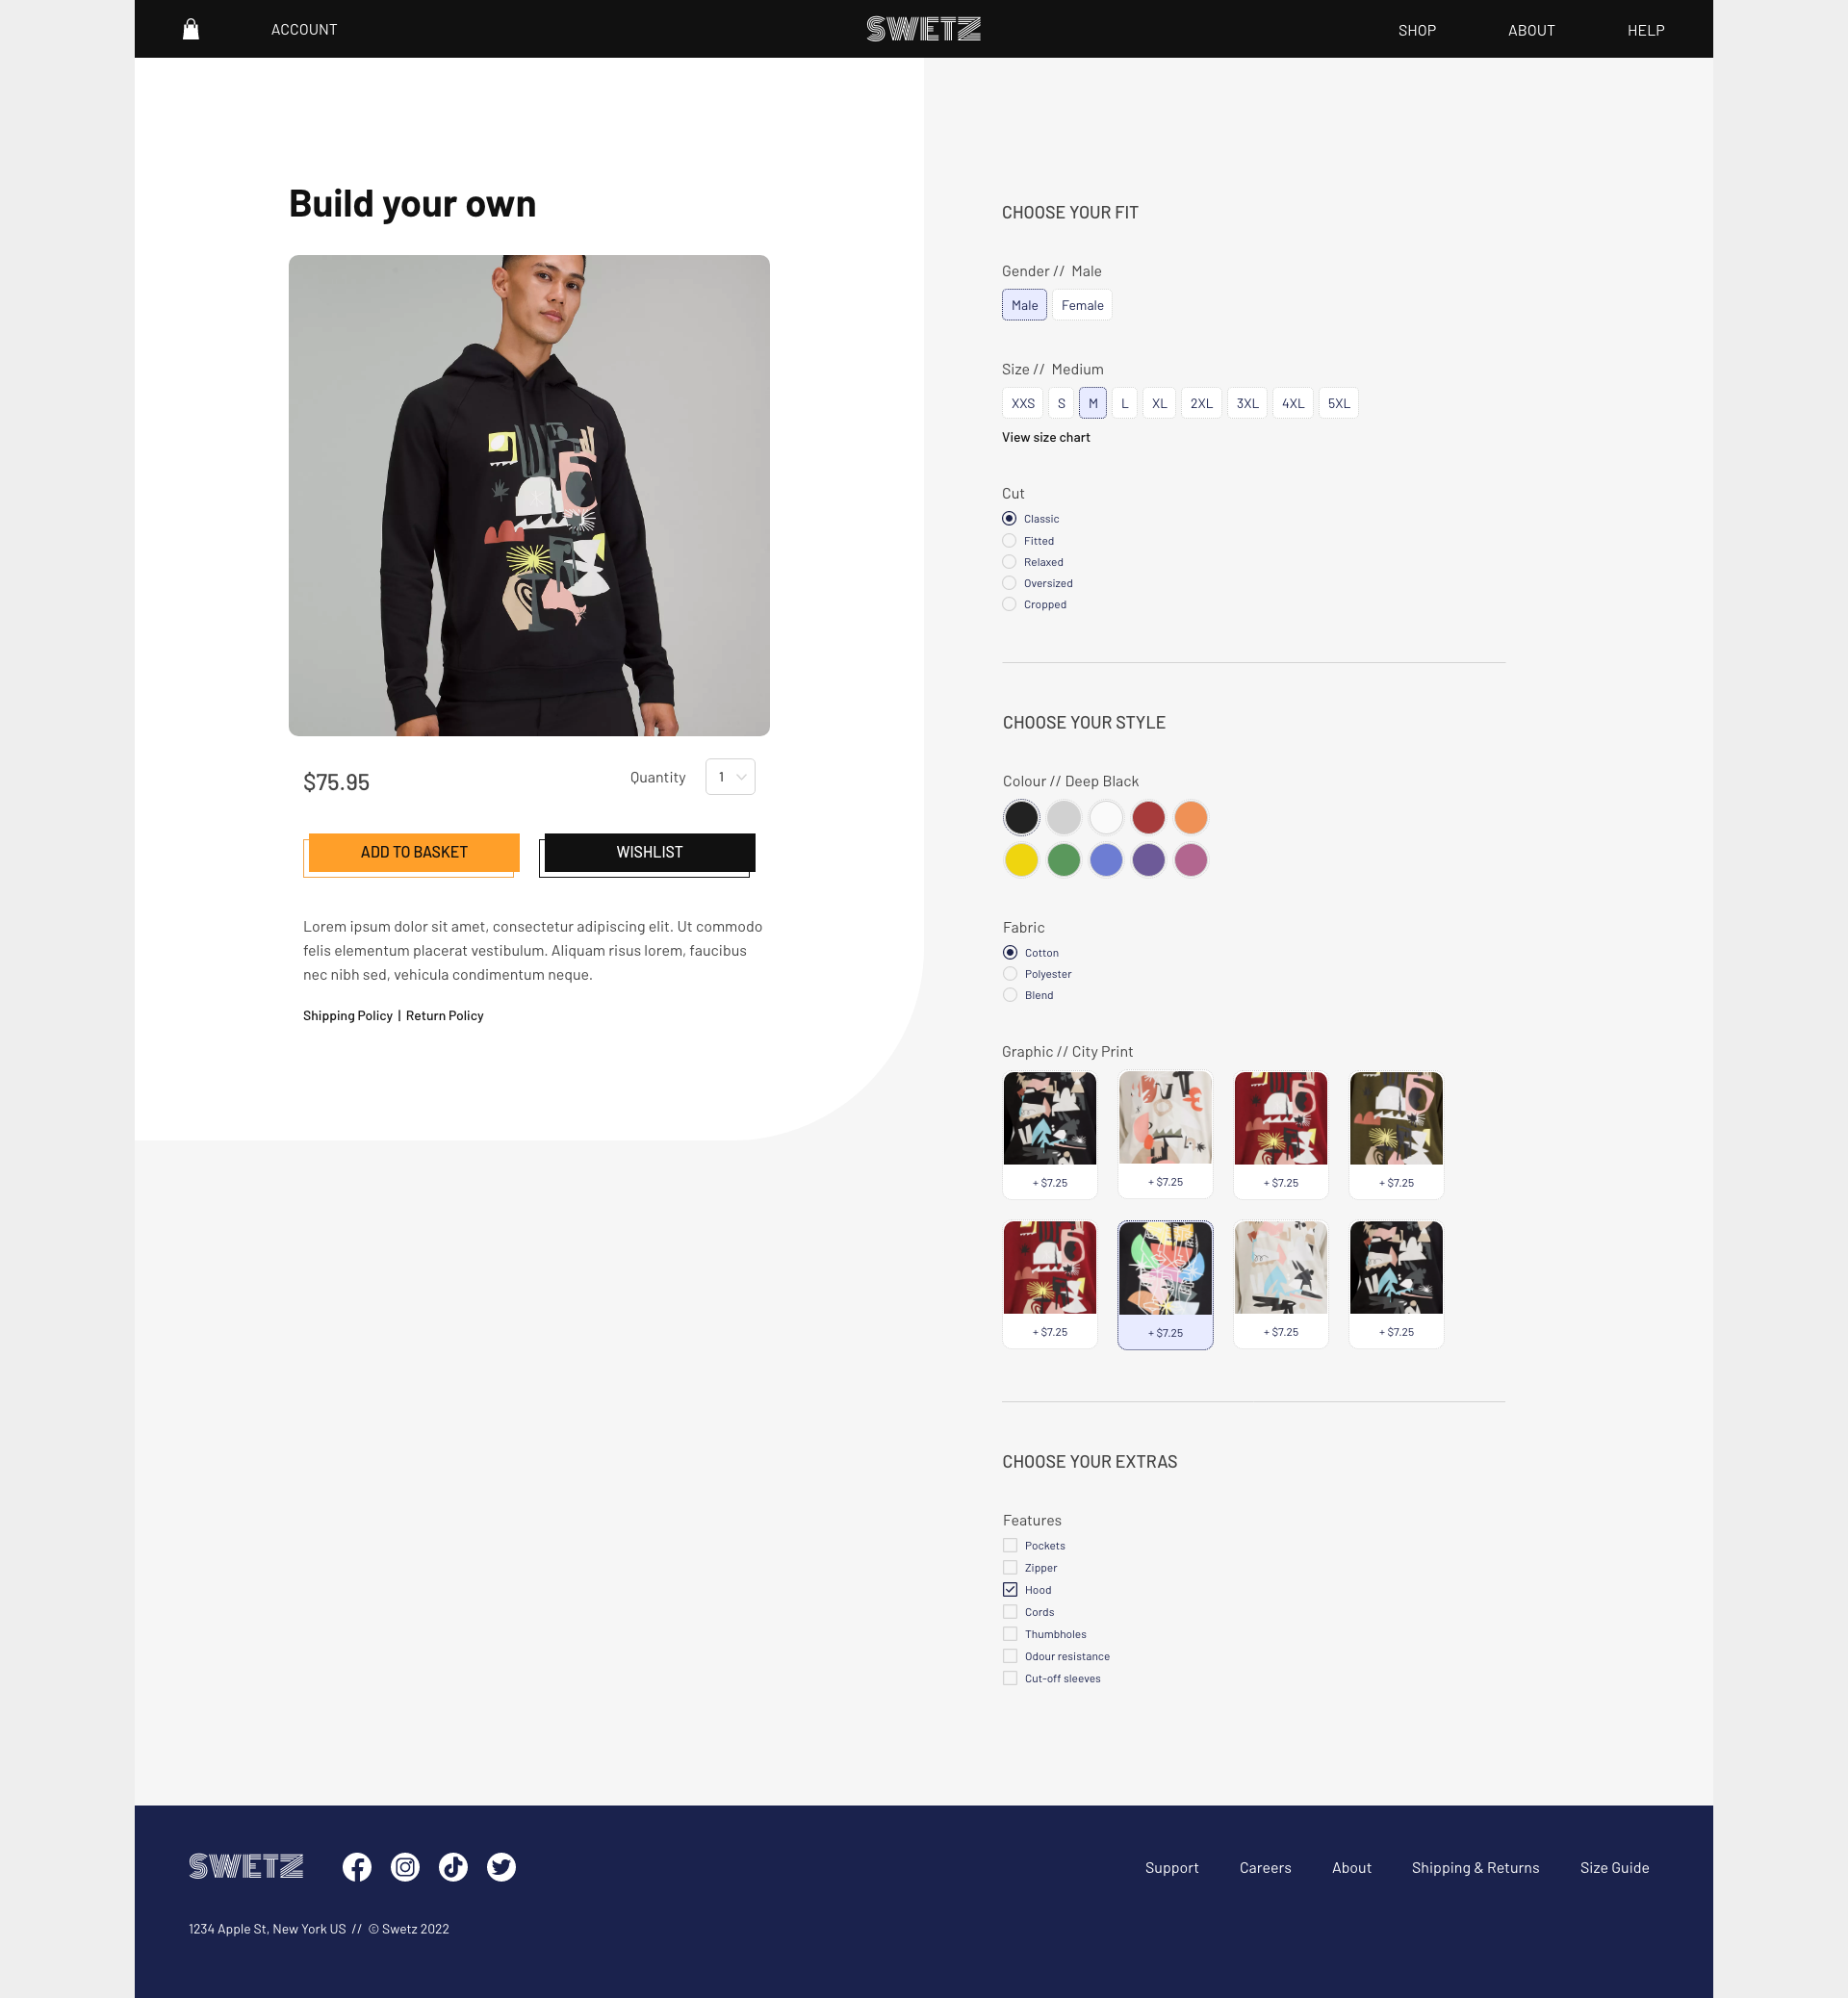 ACCOUNT
SWETZ
SHOP
ABOUT
HELP
Build your own
$75.95
Quantity
1
ADD TO BASKET
WISHLIST
Lorem ipsum dolor sit amet, consectetur adipiscing elit. Ut commodo
felis elementum placerat vestibulum. Aliquam risus lorem, faucibus
nec nibh sed, vehicula condimentum neque.
Shipping Policy | Return Policy
CHOOSE YOUR FIT
Gender // Male
Male
Female
Size // Medium
XXS
S
M
L
XL
2XL
3XL
4XL
5XL
View size chart
Cut
Classic
Fitted
Relaxed
Oversized
Cropped
CHOOSE YOUR STYLE
Colour // Deep Black
Fabric
Cotton
Polyester
Blend
Graphic // City Print
+ $7.25
+ $7.25
+ $7.25
+ $7.25
+ $7.25
+ $7.25
+ $7.25
+ $7.25
CHOOSE YOUR EXTRAS
Features
Pockets
Zipper
Hood
Cords
Thumbholes
Odour resistance
Cut-off sleeves
SWETZ
Support
Careers
About
Shipping & Returns
Size Guide
1234 Apple St, New York US // © Swetz 2022